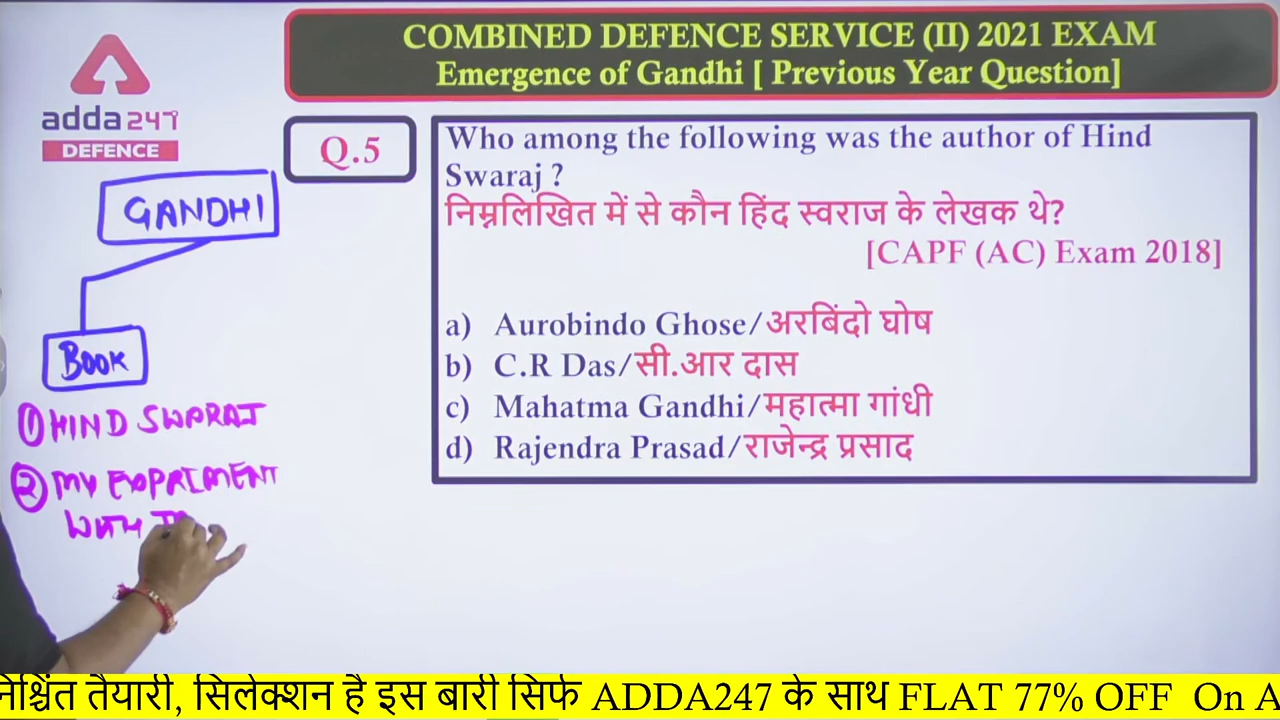 COMBINED DEFENCE SERVICE (II) 2021 EXAM
Emergence of Gandhi [ Previous Year Question]
adda247
DEFENCE
Q.5
Who among the following was the author of Hind
Swaraj ?
निम्नलिखित में से कौन हिंद स्वराज के लेखक थे?
[CAPF (AC) Exam 2018]
a) Aurobindo Ghose/अरबिंदो घोष
b) C.R Das/सी.आर दास
c) Mahatma Gandhi/महात्मा गांधी
d) Rajendra Prasad/राजेन्द्र प्रसाद
GANDHI
BOOK
① HIND SWARAJ
② MY EXPRIMENT
WITH
निश्चिंत तैयारी, सिलेक्शन है इस बारी सिर्फ ADDA247 के साथ FLAT 77% OFF On A